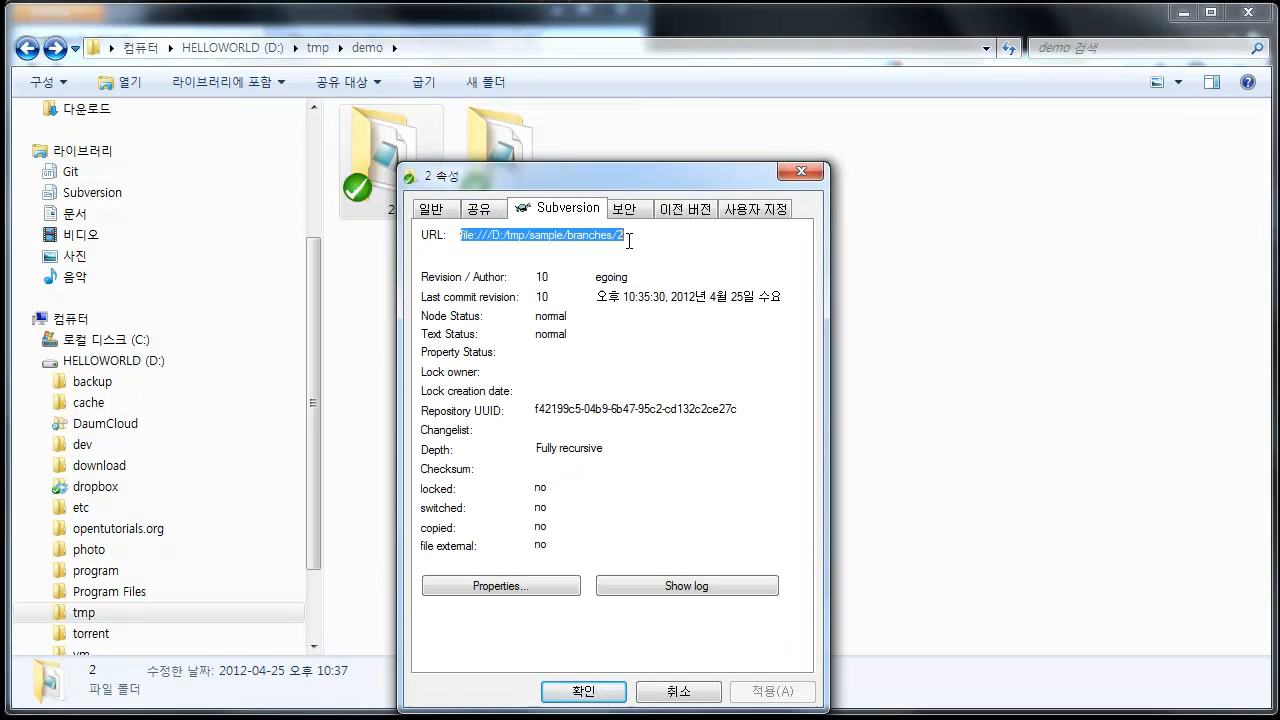 컴퓨터 HELLOWORLD (D:) tmp demo
demo 검색
구성 열기 라이브러리에 포함 공유 대상 굽기 새 폴더
다운로드
라이브러리
Git
Subversion
문서
비디오
사진
음악
컴퓨터
로컬 디스크 (C:)
HELLOWORLD (D:)
backup
cache
DaumCloud
dev
download
dropbox
etc
opentutorials.org
photo
program
Program Files
tmp
torrent
vm
2
2 속성
일반 공유 Subversion 보안 이전 버전 사용자 지정
URL: file:///D:/tmp/sample/branches/2
Revision / Author: 10 egoing
Last commit revision: 10 오후 10:35:30, 2012년 4월 25일 수요
Node Status: normal
Text Status: normal
Property Status:
Lock owner:
Lock creation date:
Repository UUID: f42199c5-04b9-6b47-95c2-cd132c2ce27c
Changelist:
Depth: Fully recursive
Checksum:
locked: no
switched: no
copied: no
file external: no
Properties... Show log
확인 취소 적용(A)
2 수정한 날짜: 2012-04-25 오후 10:37
파일 폴더